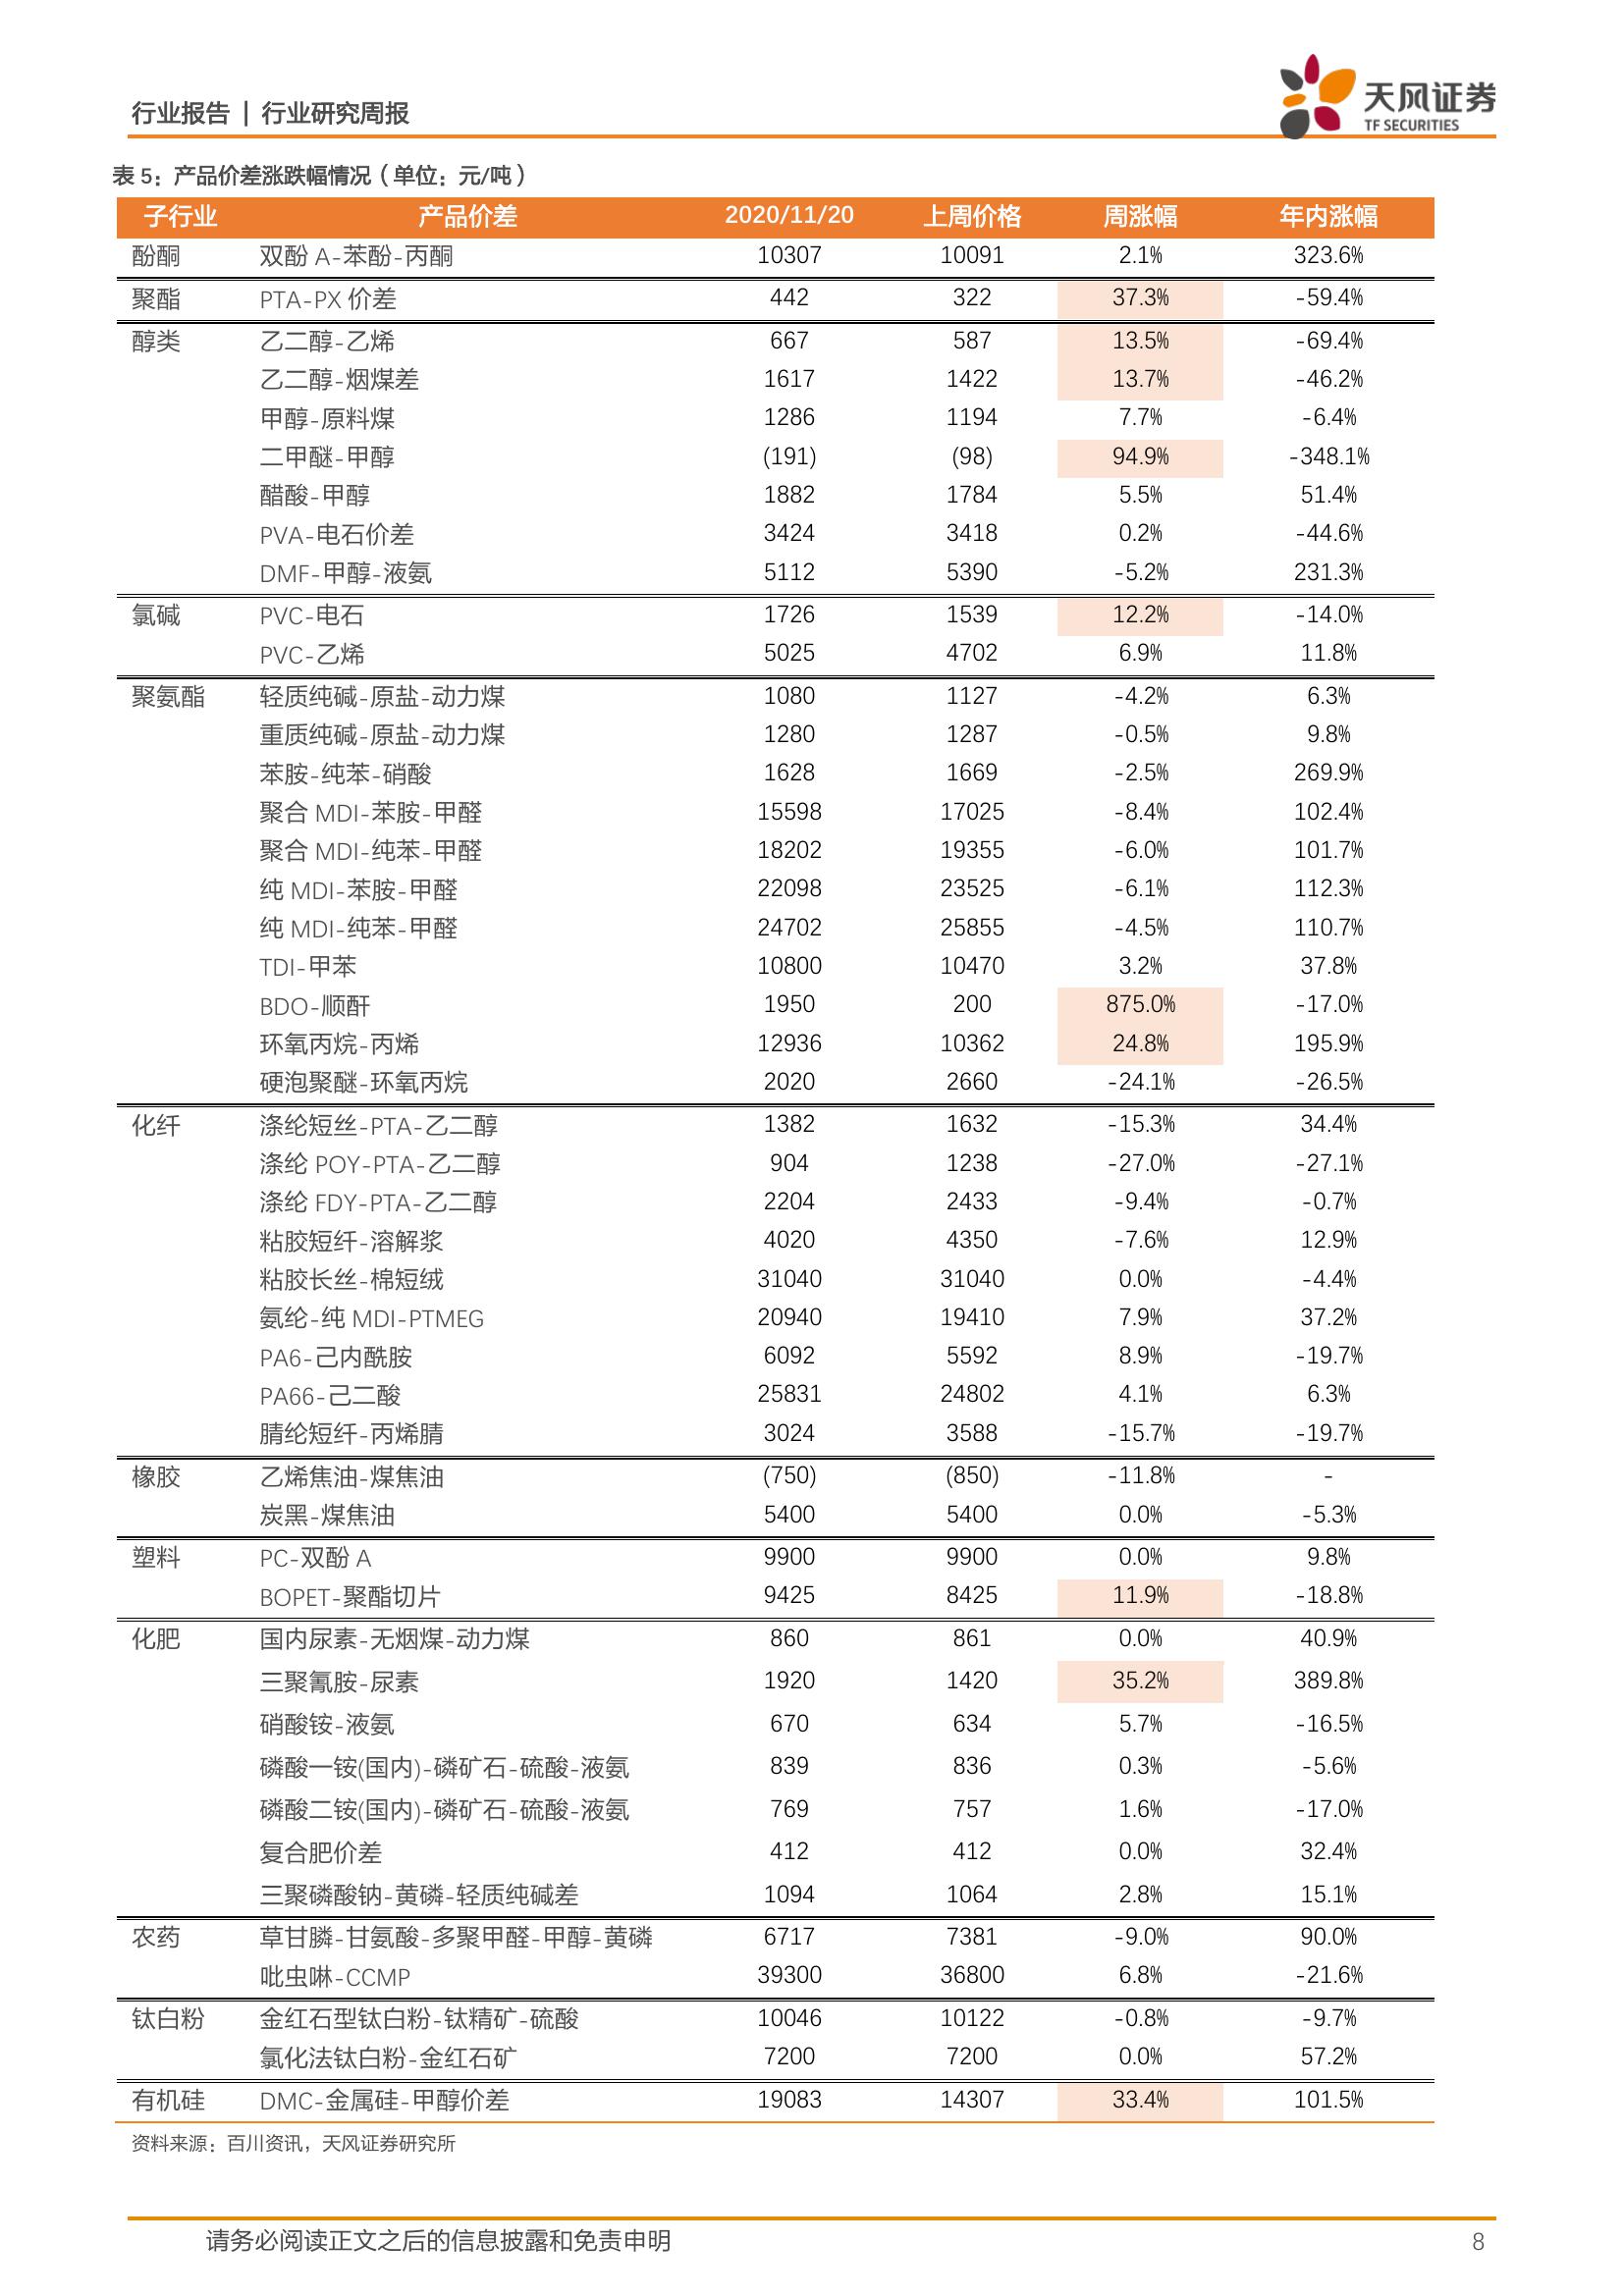 行业报告 | 行业研究周报
天风证券
TF SECURITIES
表 5：产品价差涨跌幅情况（单位：元/吨）
子行业 产品价差 2020/11/20 上周价格 周涨幅 年内涨幅
酚酮 双酚 A-苯酚-丙酮 10307 10091 2.1% 323.6%
聚酯 PTA-PX 价差 442 322 37.3% -59.4%
醇类 乙二醇-乙烯 667 587 13.5% -69.4%
乙二醇-烟煤差 1617 1422 13.7% -46.2%
甲醇-原料煤 1286 1194 7.7% -6.4%
二甲醚-甲醇 (191) (98) 94.9% -348.1%
醋酸-甲醇 1882 1784 5.5% 51.4%
PVA-电石价差 3424 3418 0.2% -44.6%
DMF-甲醇-液氨 5112 5390 -5.2% 231.3%
氯碱 PVC-电石 1726 1539 12.2% -14.0%
PVC-乙烯 5025 4702 6.9% 11.8%
聚氨酯 轻质纯碱-原盐-动力煤 1080 1127 -4.2% 6.3%
重质纯碱-原盐-动力煤 1280 1287 -0.5% 9.8%
苯胺-纯苯-硝酸 1628 1669 -2.5% 269.9%
聚合 MDI-苯胺-甲醛 15598 17025 -8.4% 102.4%
聚合 MDI-纯苯-甲醛 18202 19355 -6.0% 101.7%
纯 MDI-苯胺-甲醛 22098 23525 -6.1% 112.3%
纯 MDI-纯苯-甲醛 24702 25855 -4.5% 110.7%
TDI-甲苯 10800 10470 3.2% 37.8%
BDO-顺酐 1950 200 875.0% -17.0%
环氧丙烷-丙烯 12936 10362 24.8% 195.9%
硬泡聚醚-环氧丙烷 2020 2660 -24.1% -26.5%
化纤 涤纶短丝-PTA-乙二醇 1382 1632 -15.3% 34.4%
涤纶 POY-PTA-乙二醇 904 1238 -27.0% -27.1%
涤纶 FDY-PTA-乙二醇 2204 2433 -9.4% -0.7%
粘胶短纤-溶解浆 4020 4350 -7.6% 12.9%
粘胶长丝-棉短绒 31040 31040 0.0% -4.4%
氨纶-纯 MDI-PTMEG 20940 19410 7.9% 37.2%
PA6-己内酰胺 6092 5592 8.9% -19.7%
PA66-己二酸 25831 24802 4.1% 6.3%
腈纶短纤-丙烯腈 3024 3588 -15.7% -19.7%
橡胶 乙烯焦油-煤焦油 (750) (850) -11.8% -
炭黑-煤焦油 5400 5400 0.0% -5.3%
塑料 PC-双酚 A 9900 9900 0.0% 9.8%
BOPET-聚酯切片 9425 8425 11.9% -18.8%
化肥 国内尿素-无烟煤-动力煤 860 861 0.0% 40.9%
三聚氰胺-尿素 1920 1420 35.2% 389.8%
硝酸铵-液氨 670 634 5.7% -16.5%
磷酸一铵(国内)-磷矿石-硫酸-液氨 839 836 0.3% -5.6%
磷酸二铵(国内)-磷矿石-硫酸-液氨 769 757 1.6% -17.0%
复合肥价差 412 412 0.0% 32.4%
三聚磷酸钠-黄磷-轻质纯碱差 1094 1064 2.8% 15.1%
农药 草甘膦-甘氨酸-多聚甲醛-甲醇-黄磷 6717 7381 -9.0% 90.0%
吡虫啉-CCMP 39300 36800 6.8% -21.6%
钛白粉 金红石型钛白粉-钛精矿-硫酸 10046 10122 -0.8% -9.7%
氯化法钛白粉-金红石矿 7200 7200 0.0% 57.2%
有机硅 DMC-金属硅-甲醇价差 19083 14307 33.4% 101.5%
资料来源：百川资讯，天风证券研究所
请务必阅读正文之后的信息披露和免责申明 8